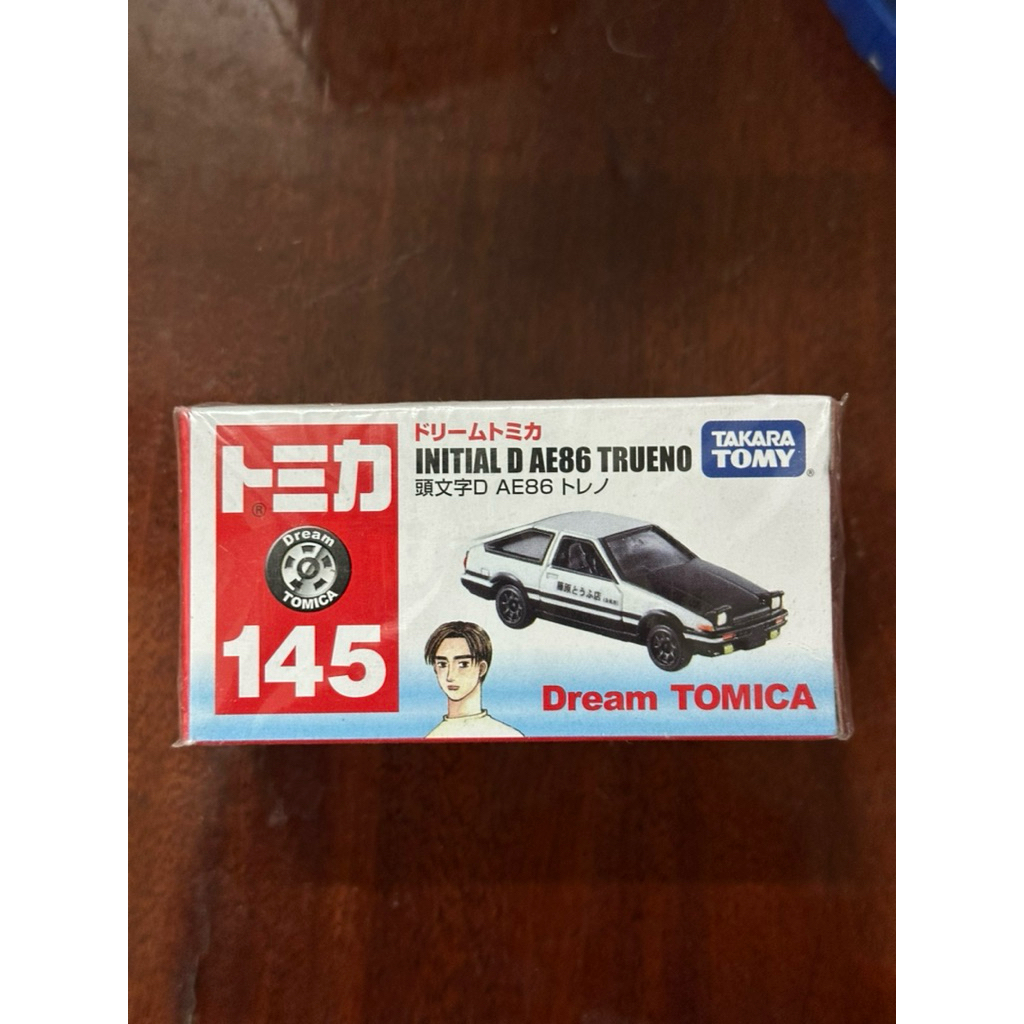 トミカ
®
Dream
TOMICA
145
ドリームトミカ
INITIAL D AE86 TRUENO
頭文字D AE86 トレノ
TAKARA
TOMY®
藤原とうふ店
Dream TOMICA